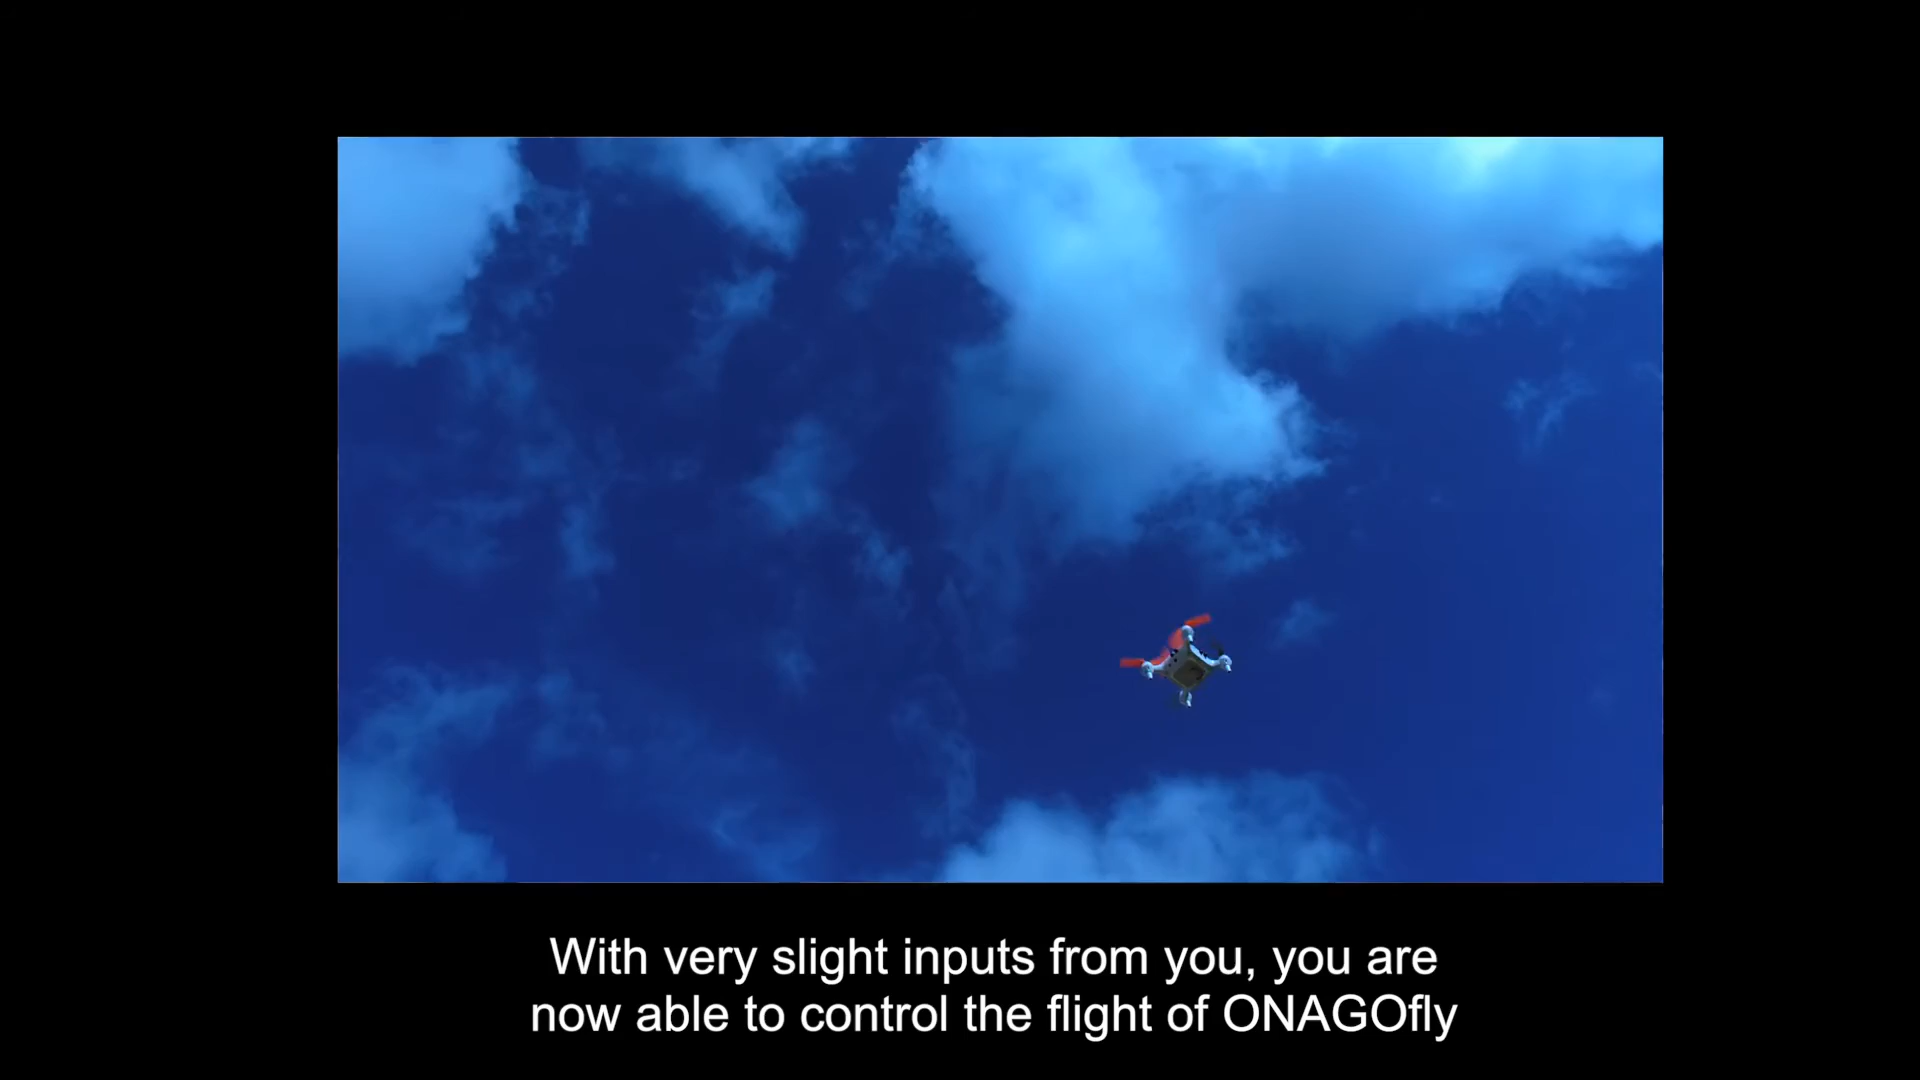 With very slight inputs from you, you are
now able to control the flight of ONAGOfly